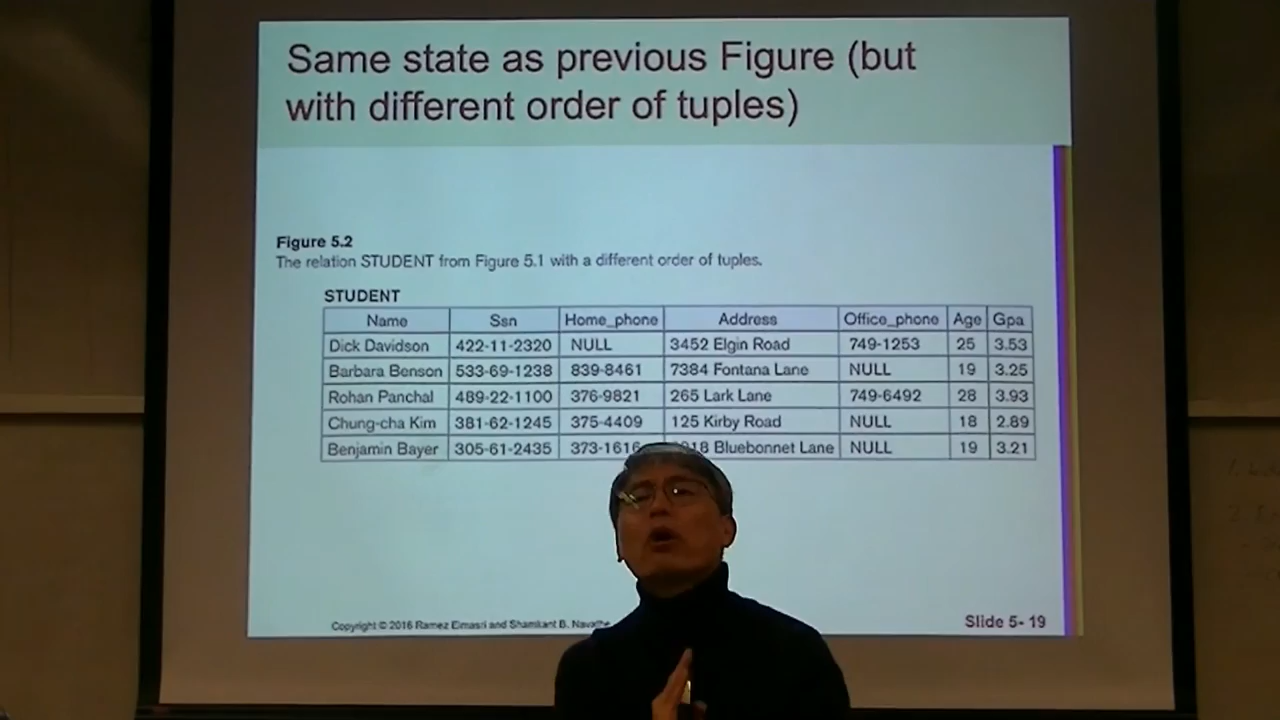 Same state as previous Figure (but
with different order of tuples)
Figure 5.2
The relation STUDENT from Figure 5.1 with a different order of tuples.
STUDENT
Name Ssn Home_phone Address Office_phone Age Gpa
Dick Davidson 422-11-2320 NULL 3452 Elgin Road 749-1253 25 3.53
Barbara Benson 533-69-1238 839-8461 7384 Fontana Lane NULL 19 3.25
Rohan Panchal 489-22-1100 376-9821 265 Lark Lane 749-6492 28 3.93
Chung-cha Kim 381-62-1245 375-4409 125 Kirby Road NULL 18 2.89
Benjamin Bayer 305-61-2435 373-1616 Bluebonnet Lane NULL 19 3.21
Copyright © 2016 Ramez Elmasri and Shamkant B.
Slide 5- 19